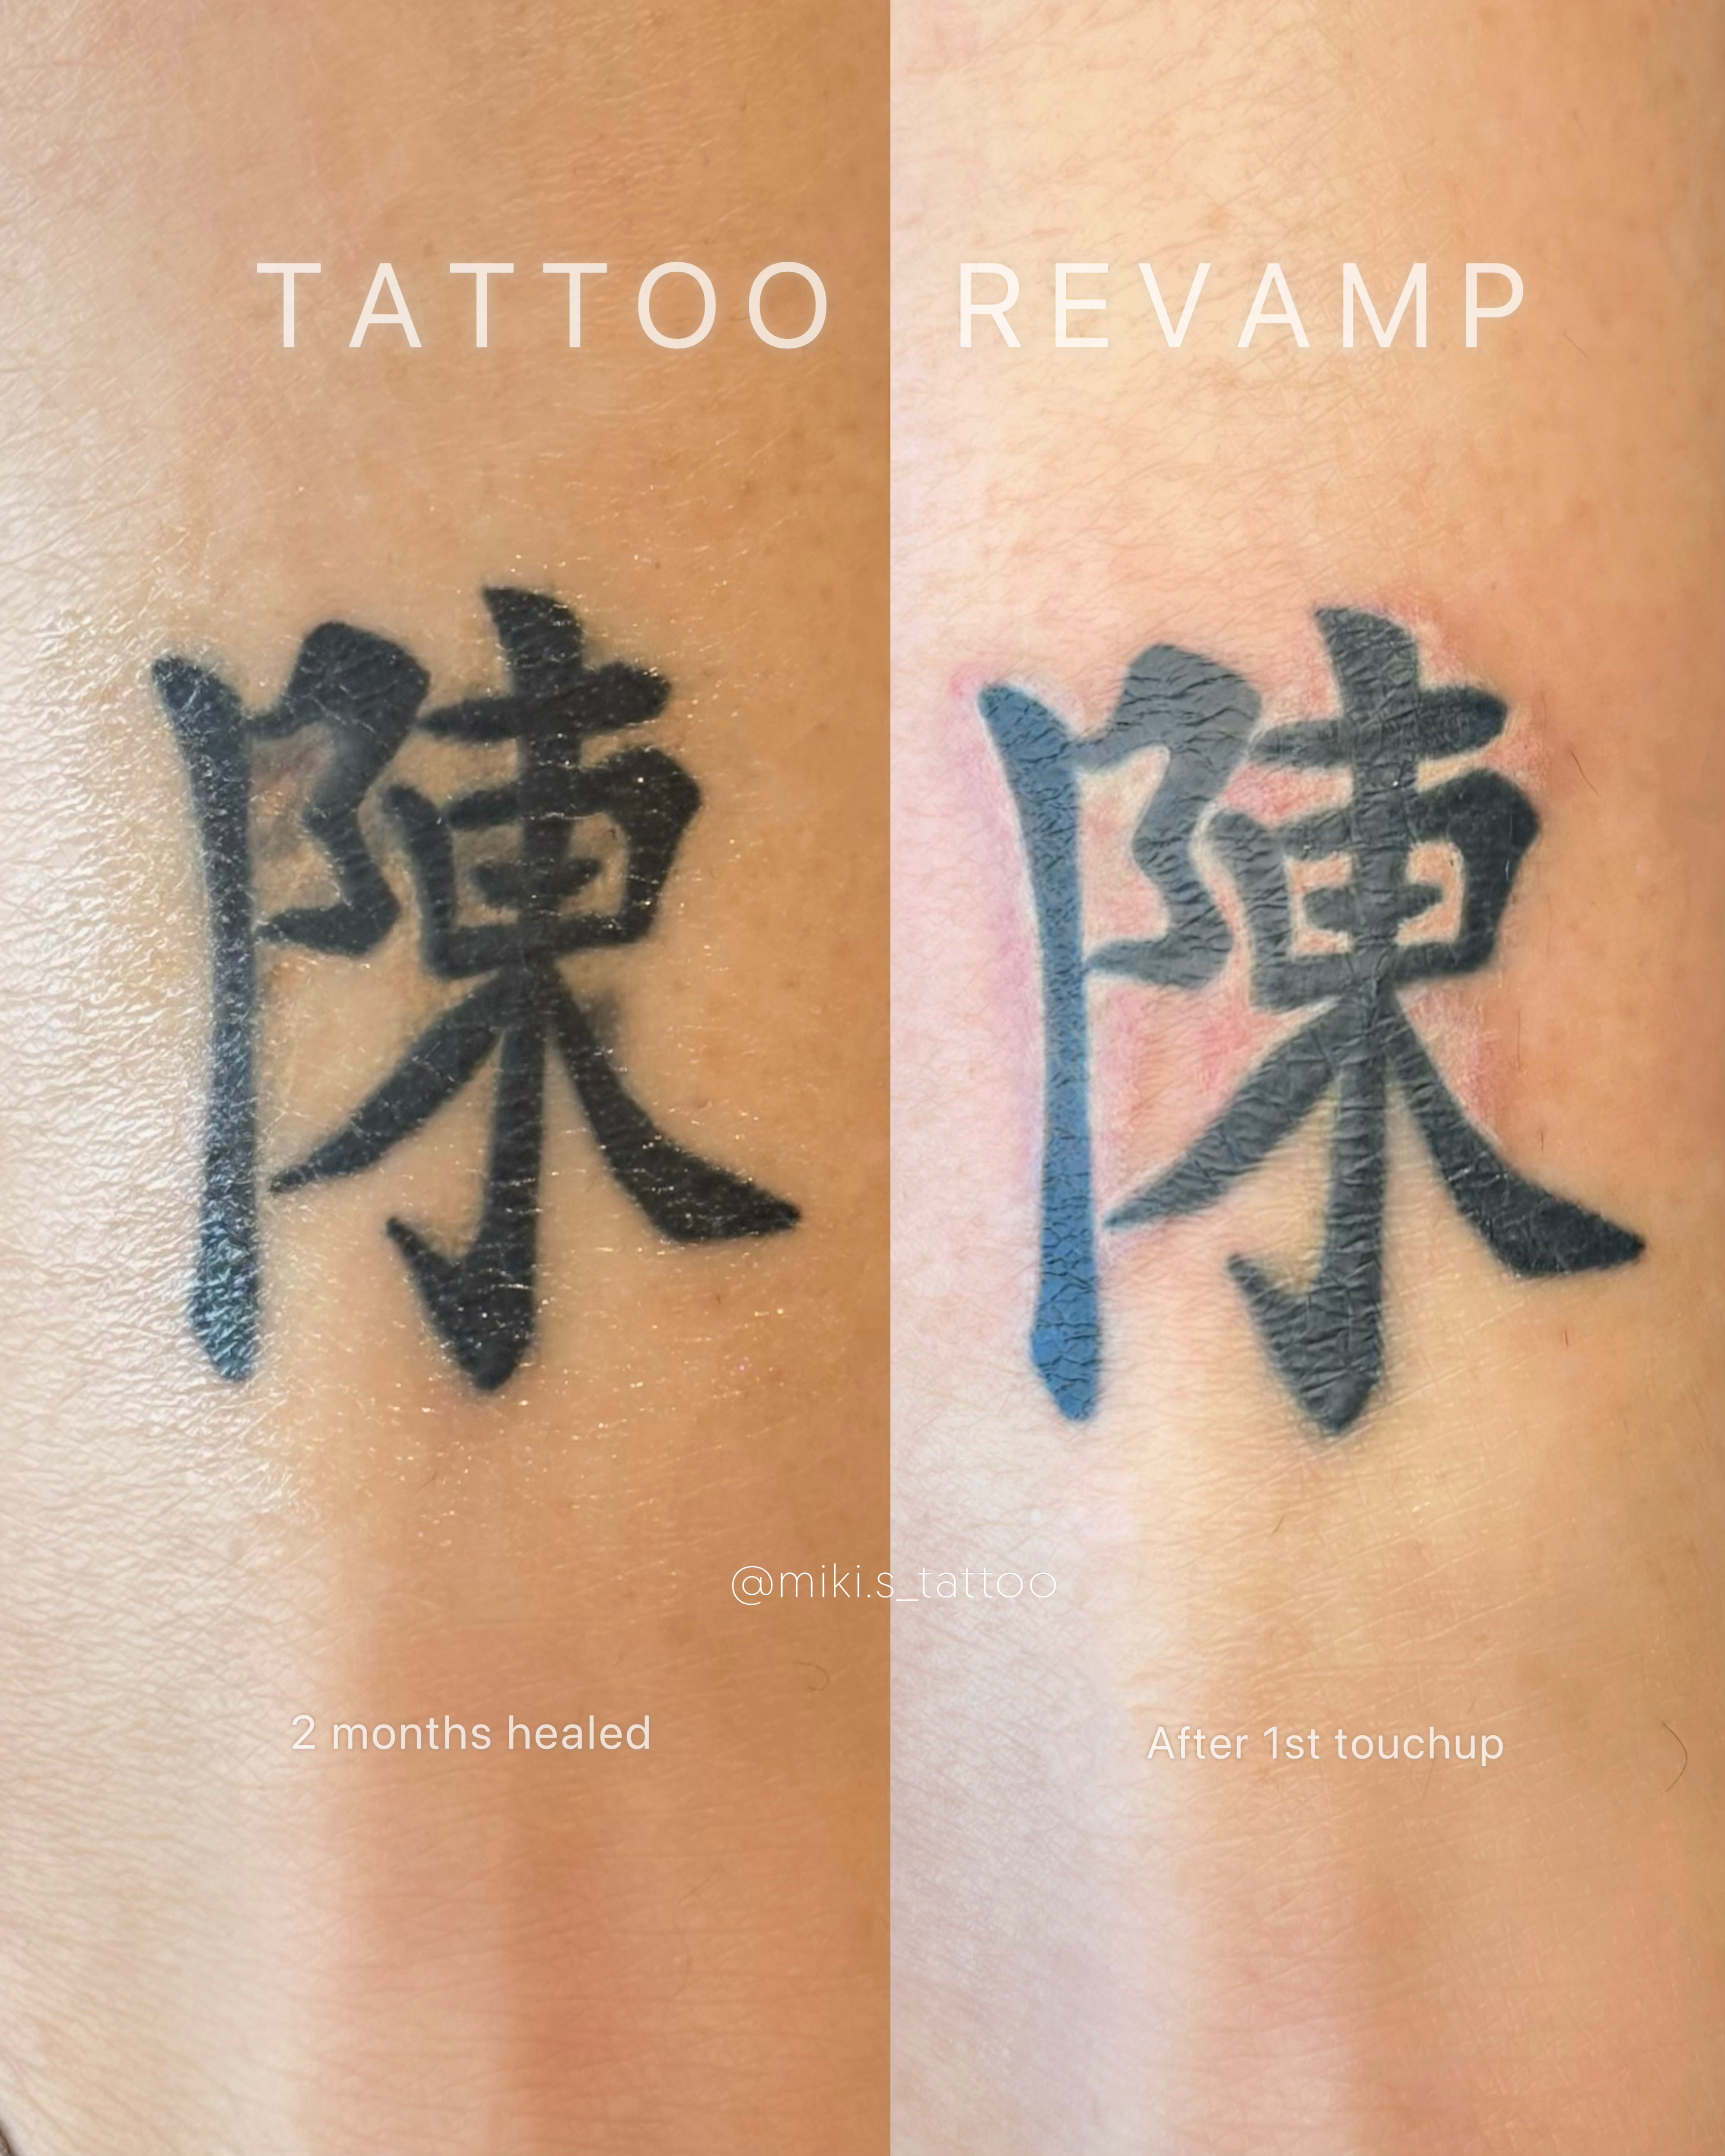 TATTOO REVAMP
陳 陳
@miki.s_tattoo
2 months healed
After 1st touchup